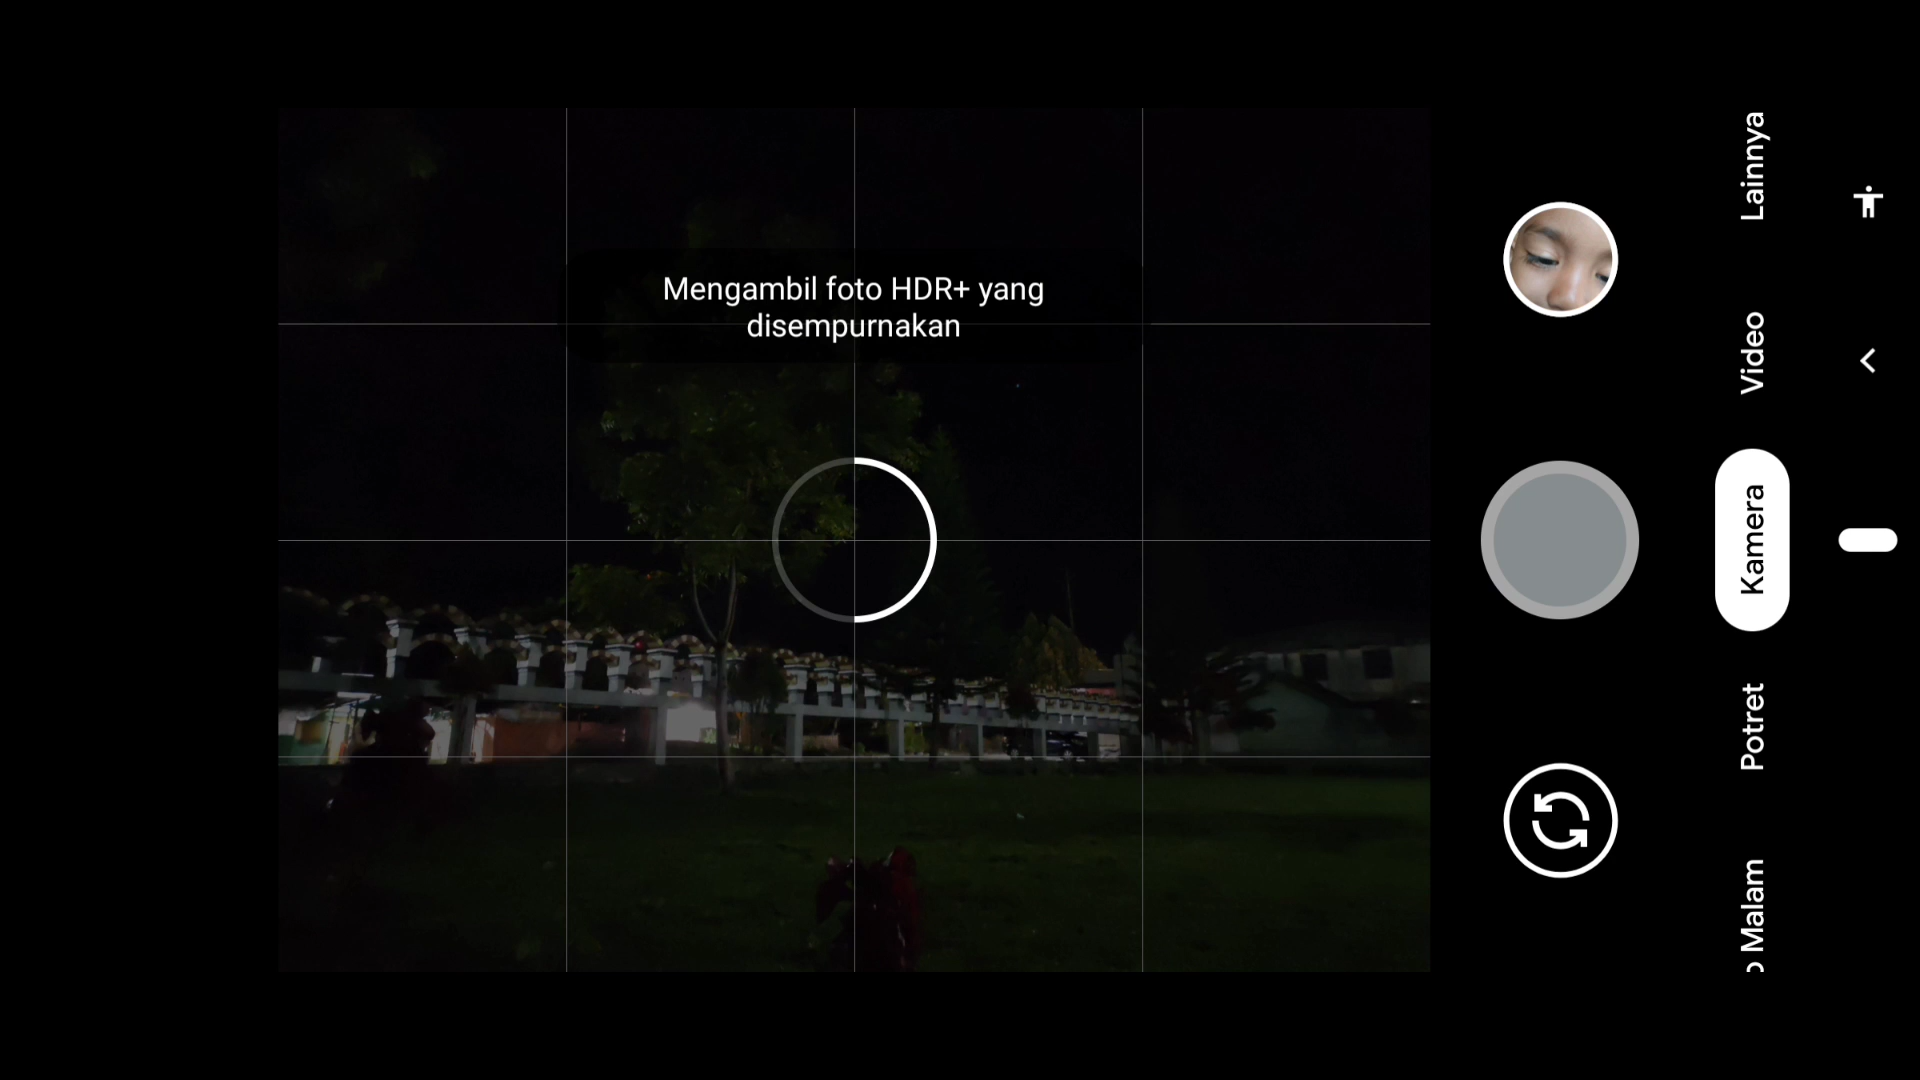 Mengambil foto HDR+ yang
disempurnakan
Lainnya
Video
Kamera
Potret
Malam